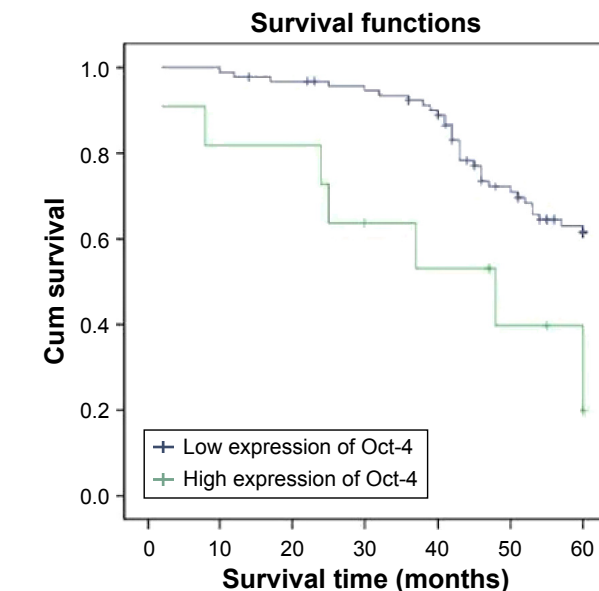 Survival functions
Cum survival
1.0
0.8
0.6
0.4
0.2
0.0
Low expression of Oct-4
High expression of Oct-4
0 10 20 30 40 50 60
Survival time (months)